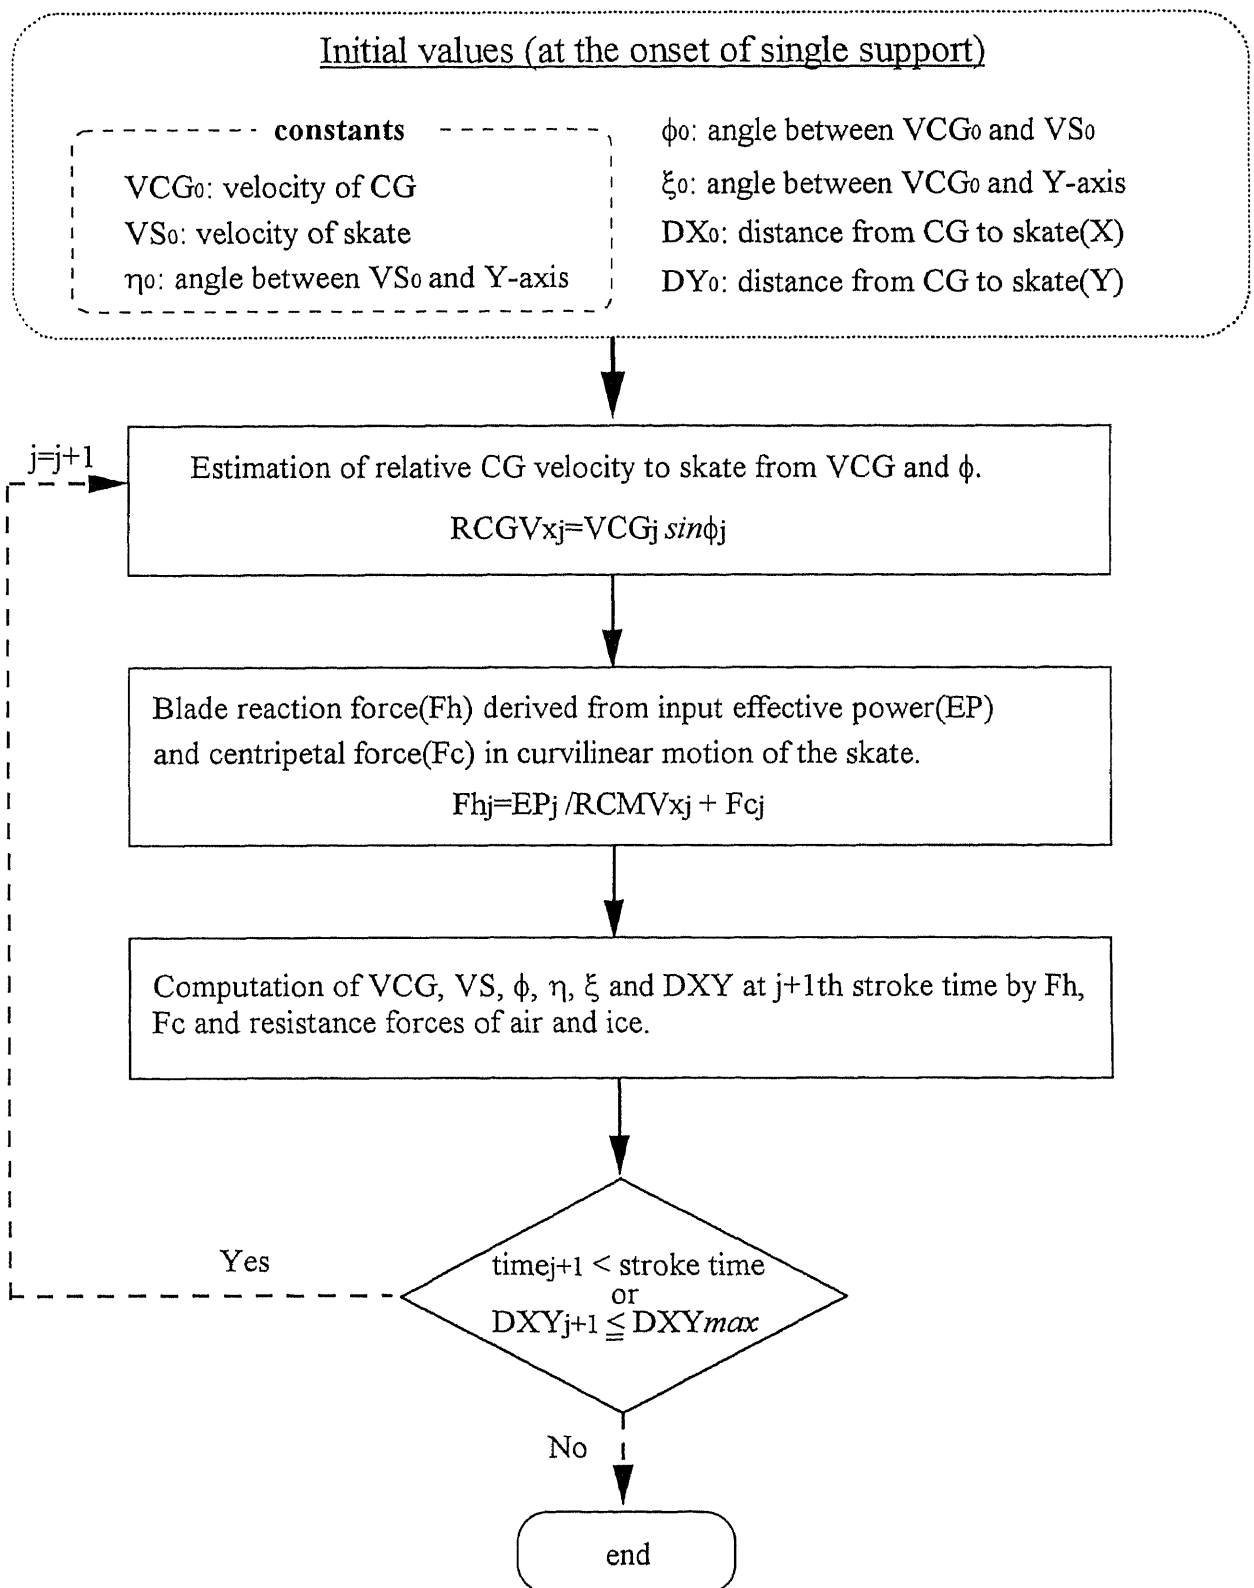 Initial values (at the onset of single support)
constants
VCG₀: velocity of CG
VS₀: velocity of skate
η₀: angle between VS₀ and Y-axis
ϕ₀: angle between VCG₀ and VS₀
ξ₀: angle between VCG₀ and Y-axis
DX₀: distance from CG to skate(X)
DY₀: distance from CG to skate(Y)
j=j+1
Estimation of relative CG velocity to skate from VCG and ϕ.
RCGVxj=VCGj sinϕj
Blade reaction force(Fh) derived from input effective power(EP)
and centripetal force(Fc) in curvilinear motion of the skate.
Fhj=EPj /RCMVxj + Fcj
Computation of VCG, VS, ϕ, η, ξ and DXY at j+1th stroke time by Fh,
Fc and resistance forces of air and ice.
Yes
timej+1 < stroke time
or
DXYj+1 ≦ DXYmax
No
end